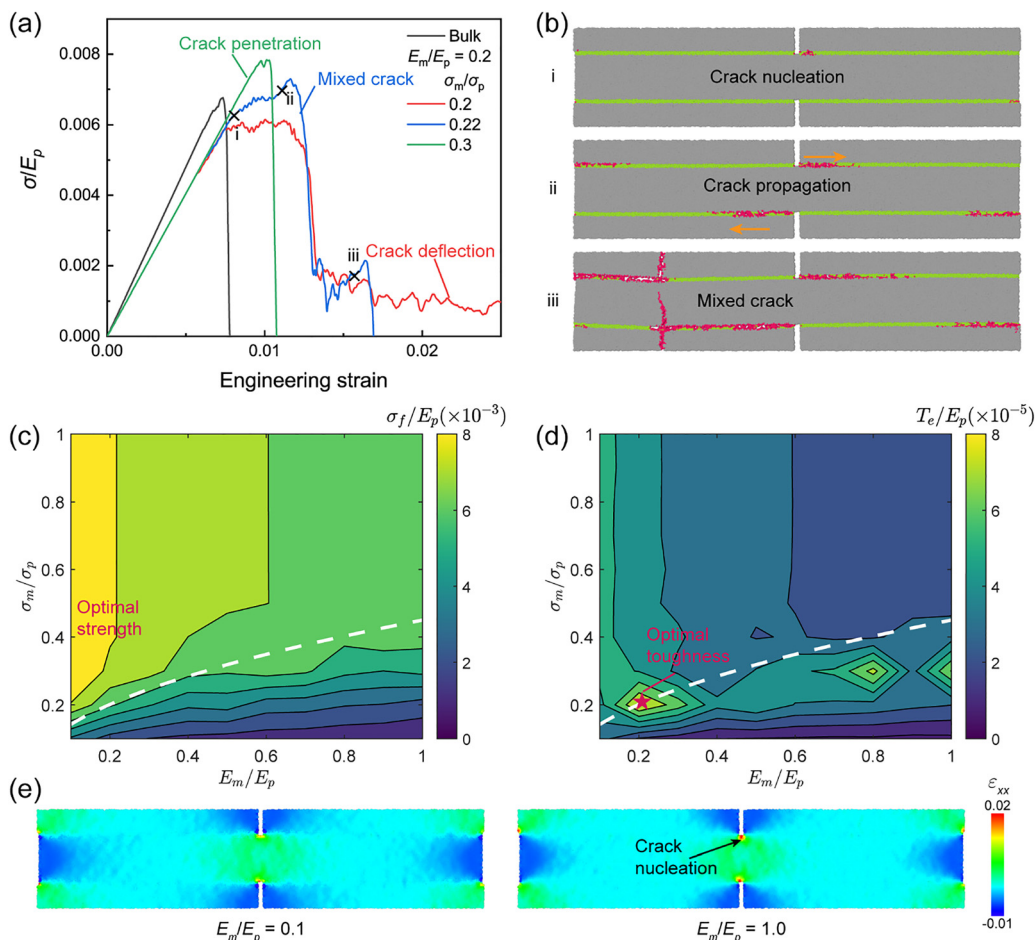 (a)
0.008
0.006
0.004
0.002
0.000
0.00
0.01
0.02
σ/E_p
Engineering strain
Crack penetration
Mixed crack
Crack deflection
i
ii
iii
Bulk
E_m/E_p = 0.2
σ_m/σ_p
0.2
0.22
0.3
(b)
i
Crack nucleation
ii
Crack propagation
iii
Mixed crack
(c)
σ_f/E_p(×10⁻³)
1
0.8
0.6
0.4
0.2
σ_m/σ_p
Optimal
strength
0.2
0.4
0.6
0.8
1
E_m/E_p
8
6
4
2
0
(d)
T_e/E_p(×10⁻⁵)
1
0.8
0.6
0.4
0.2
σ_m/σ_p
Optimal
toughness
0.2
0.4
0.6
0.8
1
E_m/E_p
8
6
4
2
0
(e)
E_m/E_p = 0.1
Crack
nucleation
E_m/E_p = 1.0
ε_xx
0.02
-0.01